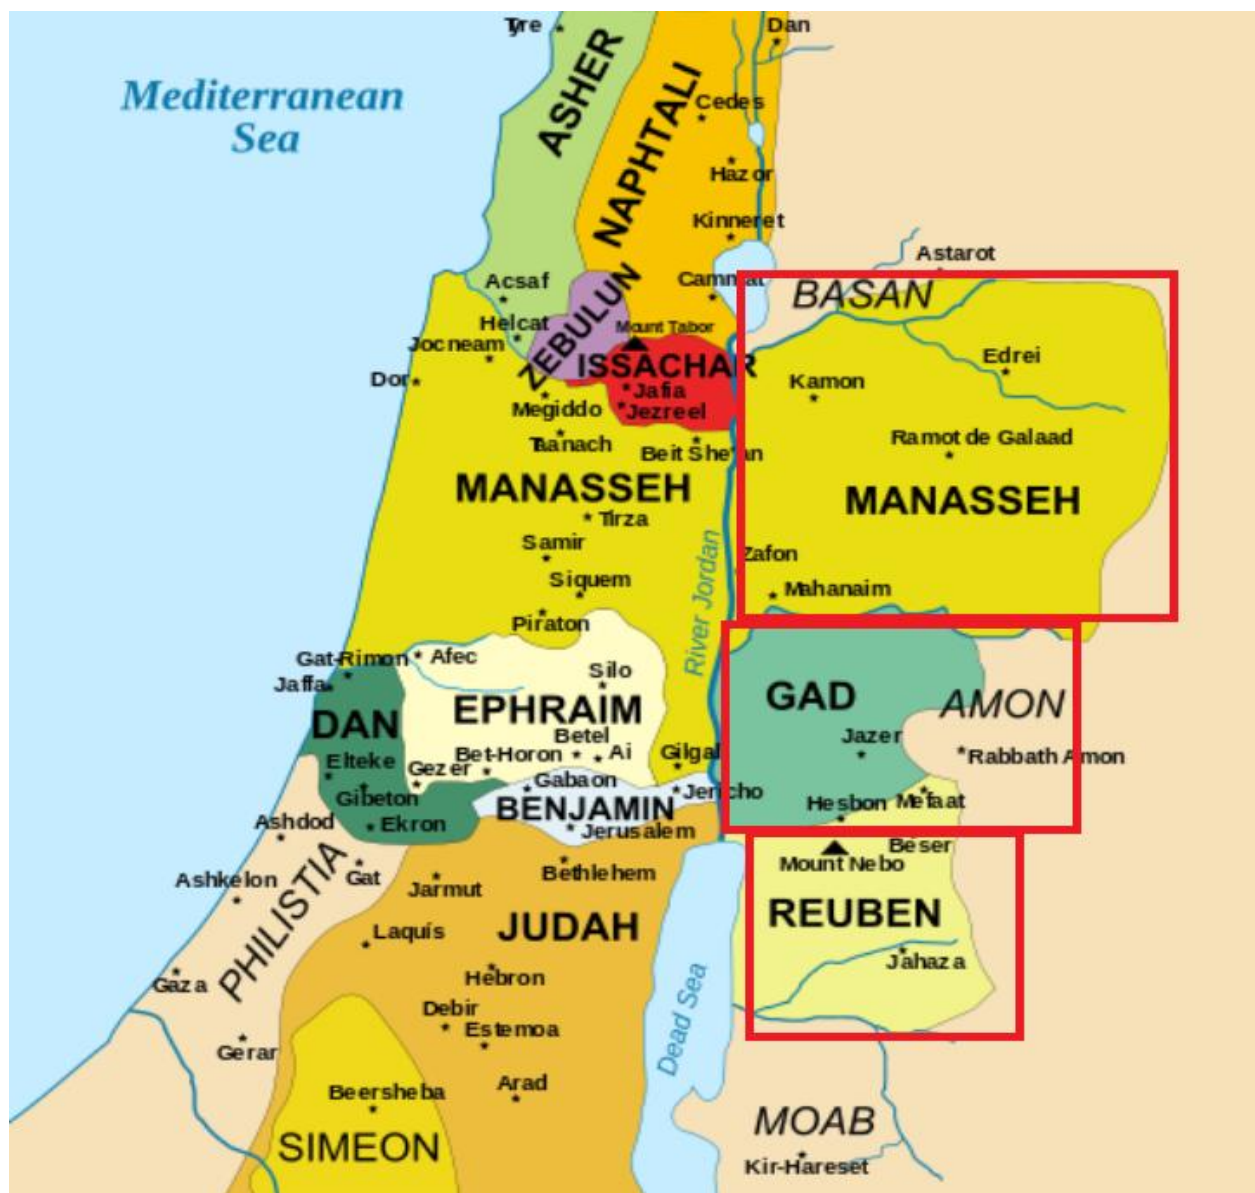 Tyre
Dan
ASHER
NAPHTALI
Mediterranean
Sea
Cedes
Hazor
Kinneret
Astarot
Acsaf
Cammat
BASAN
ZEBULUN
Helcat
Mount Tabor
Jocneam
ISSACHAR
Edrei
Dor
Jafia
Kamon
Megiddo
Jezreel
Taanach
Beit She'an
Ramot de Galaad
MANASSEH
MANASSEH
Tirza
Samir
Zafon
Siquem
Mahanaim
River Jordan
Piraton
Gat-Rimon
Afec
Silo
Jaffa
GAD
AMON
DAN
EPHRAIM
Betel
Jazer
Elteke
Bet-Horon
Ai
Gilgal
Rabbath Amon
Gezer
Gabaon
Jericho
Gibeton
BENJAMIN
Hesbon
Mefaat
Ashdod
Ekron
Jerusalem
Beser
PHILISTIA
Gat
Bethlehem
Mount Nebo
Ashkelon
Jarmut
REUBEN
Laquis
JUDAH
Jahaza
Gaza
Hebron
Debir
Estemoa
Dead Sea
Gerar
Arad
Beersheba
MOAB
SIMEON
Kir-Hareset